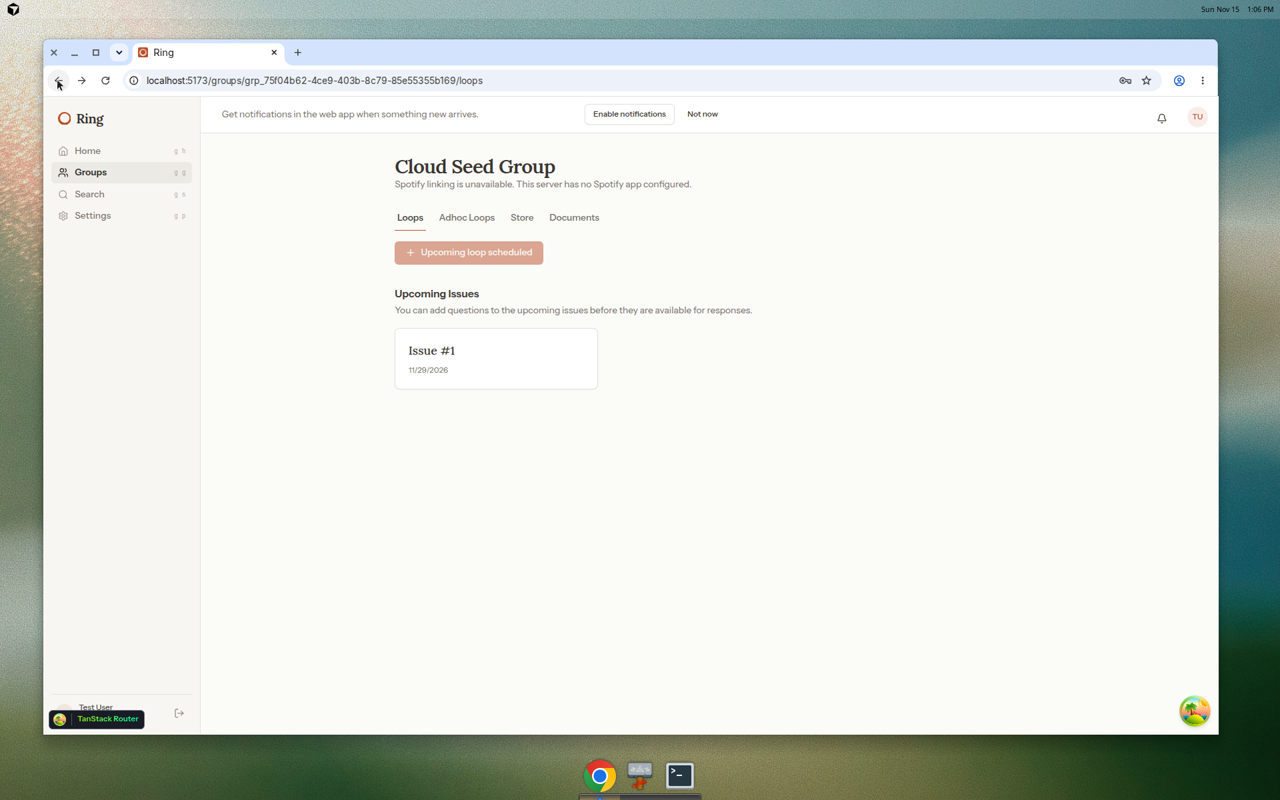 Sun Nov 15 1:06 PM
Ring
localhost:5173/groups/grp_75f04b62-4ce9-403b-8c79-85e55355b169/loops
Ring
Get notifications in the web app when something new arrives.
Enable notifications
Not now
TU
Home g h
Groups g g
Search g s
Settings g p
Cloud Seed Group
Spotify linking is unavailable. This server has no Spotify app configured.
Loops Adhoc Loops Store Documents
+ Upcoming loop scheduled
Upcoming Issues
You can add questions to the upcoming issues before they are available for responses.
Issue #1
11/29/2026
Test User
TanStack Router